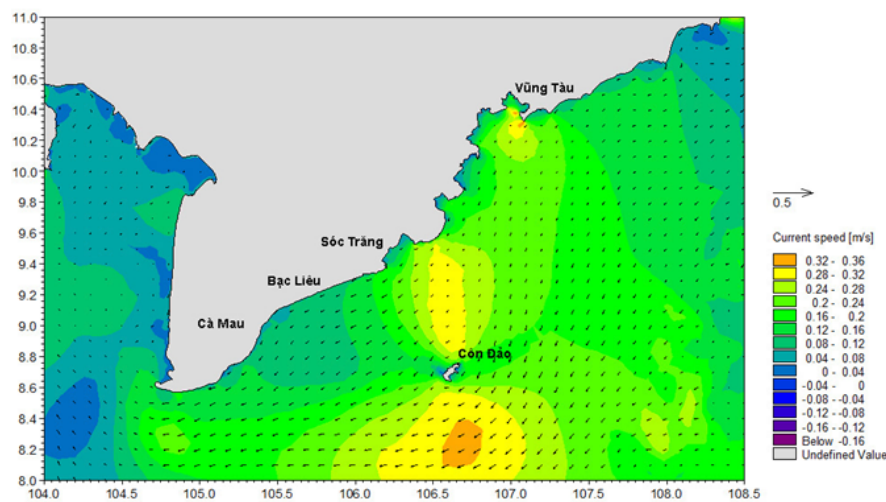 11.0
10.8
10.6
10.4
10.2
10.0
9.8
9.6
9.4
9.2
9.0
8.8
8.6
8.4
8.2
8.0
104.0 104.5 105.0 105.5 106.0 106.5 107.0 107.5 108.0 108.5
Vũng Tàu
Sóc Trăng
Bạc Liêu
Cà Mau
Côn Đảo
0.5
Current speed [m/s]
0.32 - 0.36
0.28 - 0.32
0.24 - 0.28
0.2 - 0.24
0.16 - 0.2
0.12 - 0.16
0.08 - 0.12
0.04 - 0.08
0 - 0.04
-0.04 - 0
-0.08 - -0.04
-0.12 - -0.08
-0.16 - -0.12
Below -0.16
Undefined Value